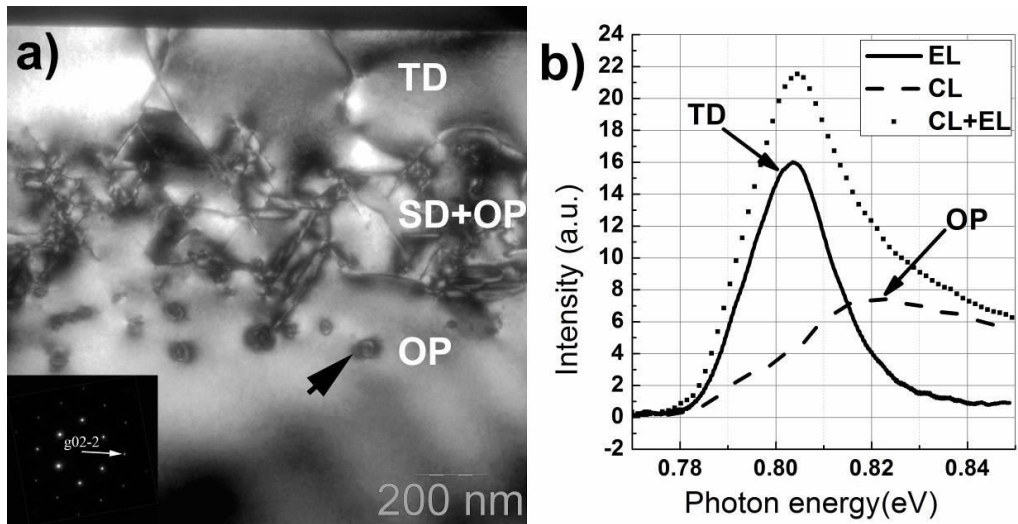 a)
TD
SD+OP
OP
g02-2
200 nm
b)
EL
CL
CL+EL
TD
OP
24
22
20
18
16
14
12
10
8
6
4
2
0
-2
0.78 0.80 0.82 0.84
Intensity (a.u.)
Photon energy(eV)